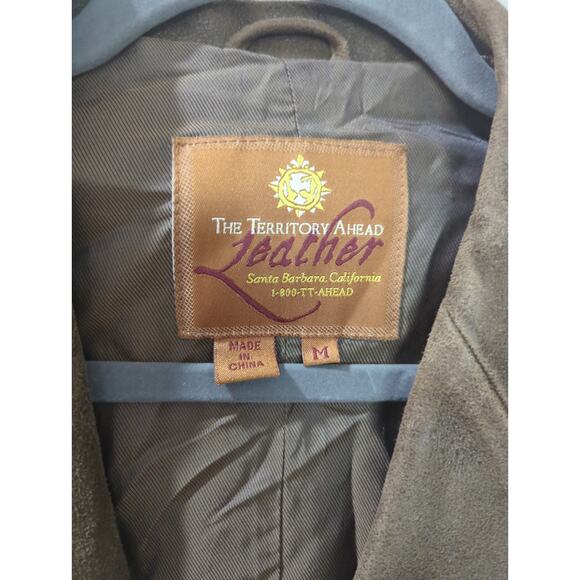 THE TERRITORY AHEAD
Leather
Santa Barbara, California
1-800-TT-AHEAD
MADE
IN
CHINA
M